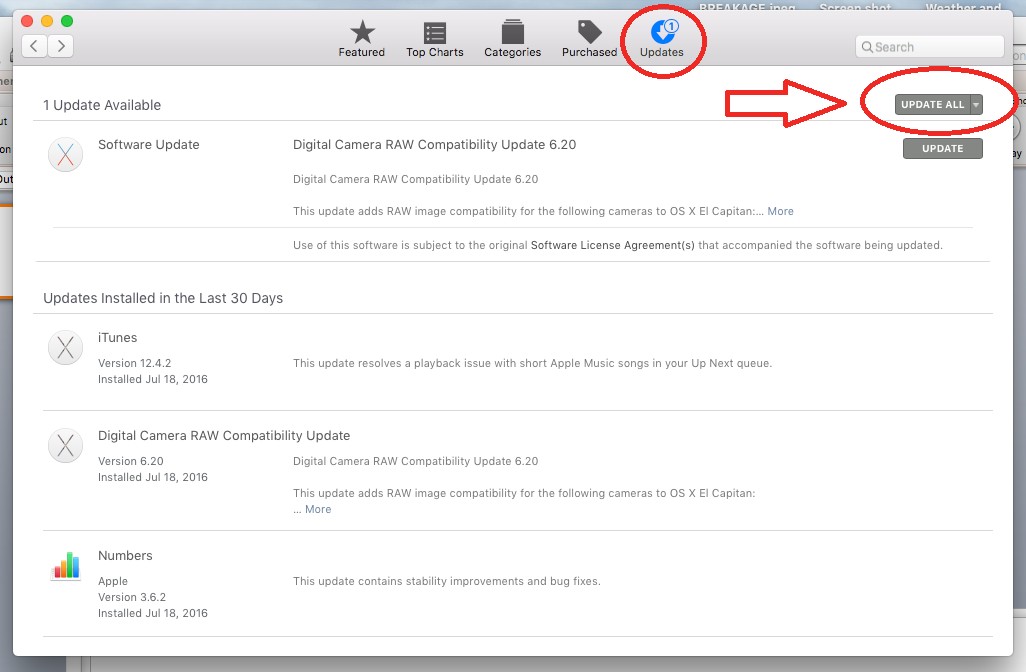 BREAKAGE.jpeg
Screen shot
Weather and
Featured
Top Charts
Categories
Purchased
1
Updates
Search
1 Update Available
UPDATE ALL
Software Update
Digital Camera RAW Compatibility Update 6.20
UPDATE
Digital Camera RAW Compatibility Update 6.20
This update adds RAW image compatibility for the following cameras to OS X El Capitan:... More
Use of this software is subject to the original Software License Agreement(s) that accompanied the software being updated.
Updates Installed in the Last 30 Days
iTunes
Version 12.4.2
This update resolves a playback issue with short Apple Music songs in your Up Next queue.
Installed Jul 18, 2016
Digital Camera RAW Compatibility Update
Version 6.20
Digital Camera RAW Compatibility Update 6.20
Installed Jul 18, 2016
This update adds RAW image compatibility for the following cameras to OS X El Capitan:
... More
Numbers
Apple
This update contains stability improvements and bug fixes.
Version 3.6.2
Installed Jul 18, 2016